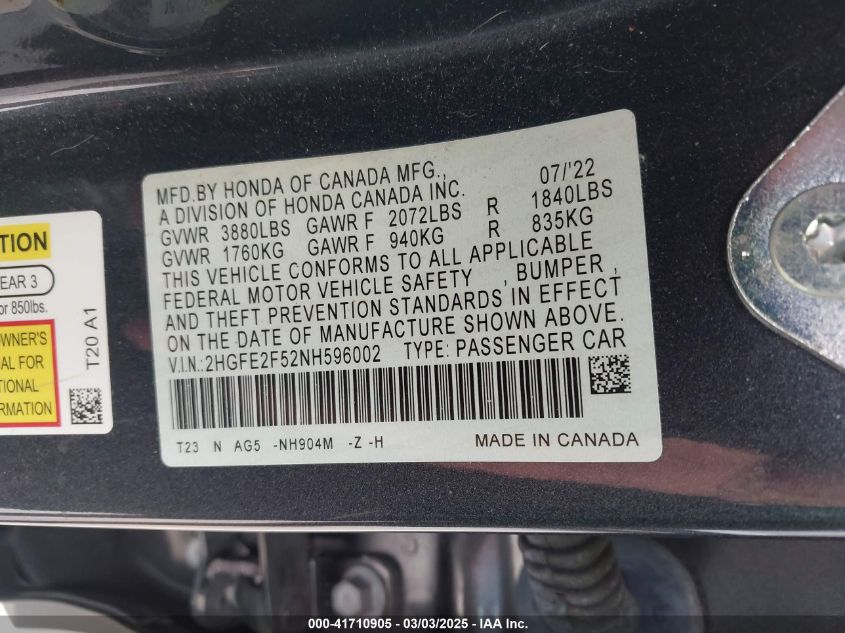 MFD.BY HONDA OF CANADA MFG., 07/'22
A DIVISION OF HONDA CANADA INC.
GVWR 3880LBS GAWR F 2072LBS R 1840LBS
GVWR 1760KG GAWR F 940KG R 835KG
THIS VEHICLE CONFORMS TO ALL APPLICABLE
FEDERAL MOTOR VEHICLE SAFETY , BUMPER ,
AND THEFT PREVENTION STANDARDS IN EFFECT
ON THE DATE OF MANUFACTURE SHOWN ABOVE.
V.I.N.:2HGFE2F52NH596002 TYPE: PASSENGER CAR
T23 N AG5 -NH904M -Z -H MADE IN CANADA
TION
EAR 3
or 850lbs.
OWNER'S
AL FOR
TIONAL
RMATION
T20 A1
000-41710905 - 03/03/2025 - IAA Inc.